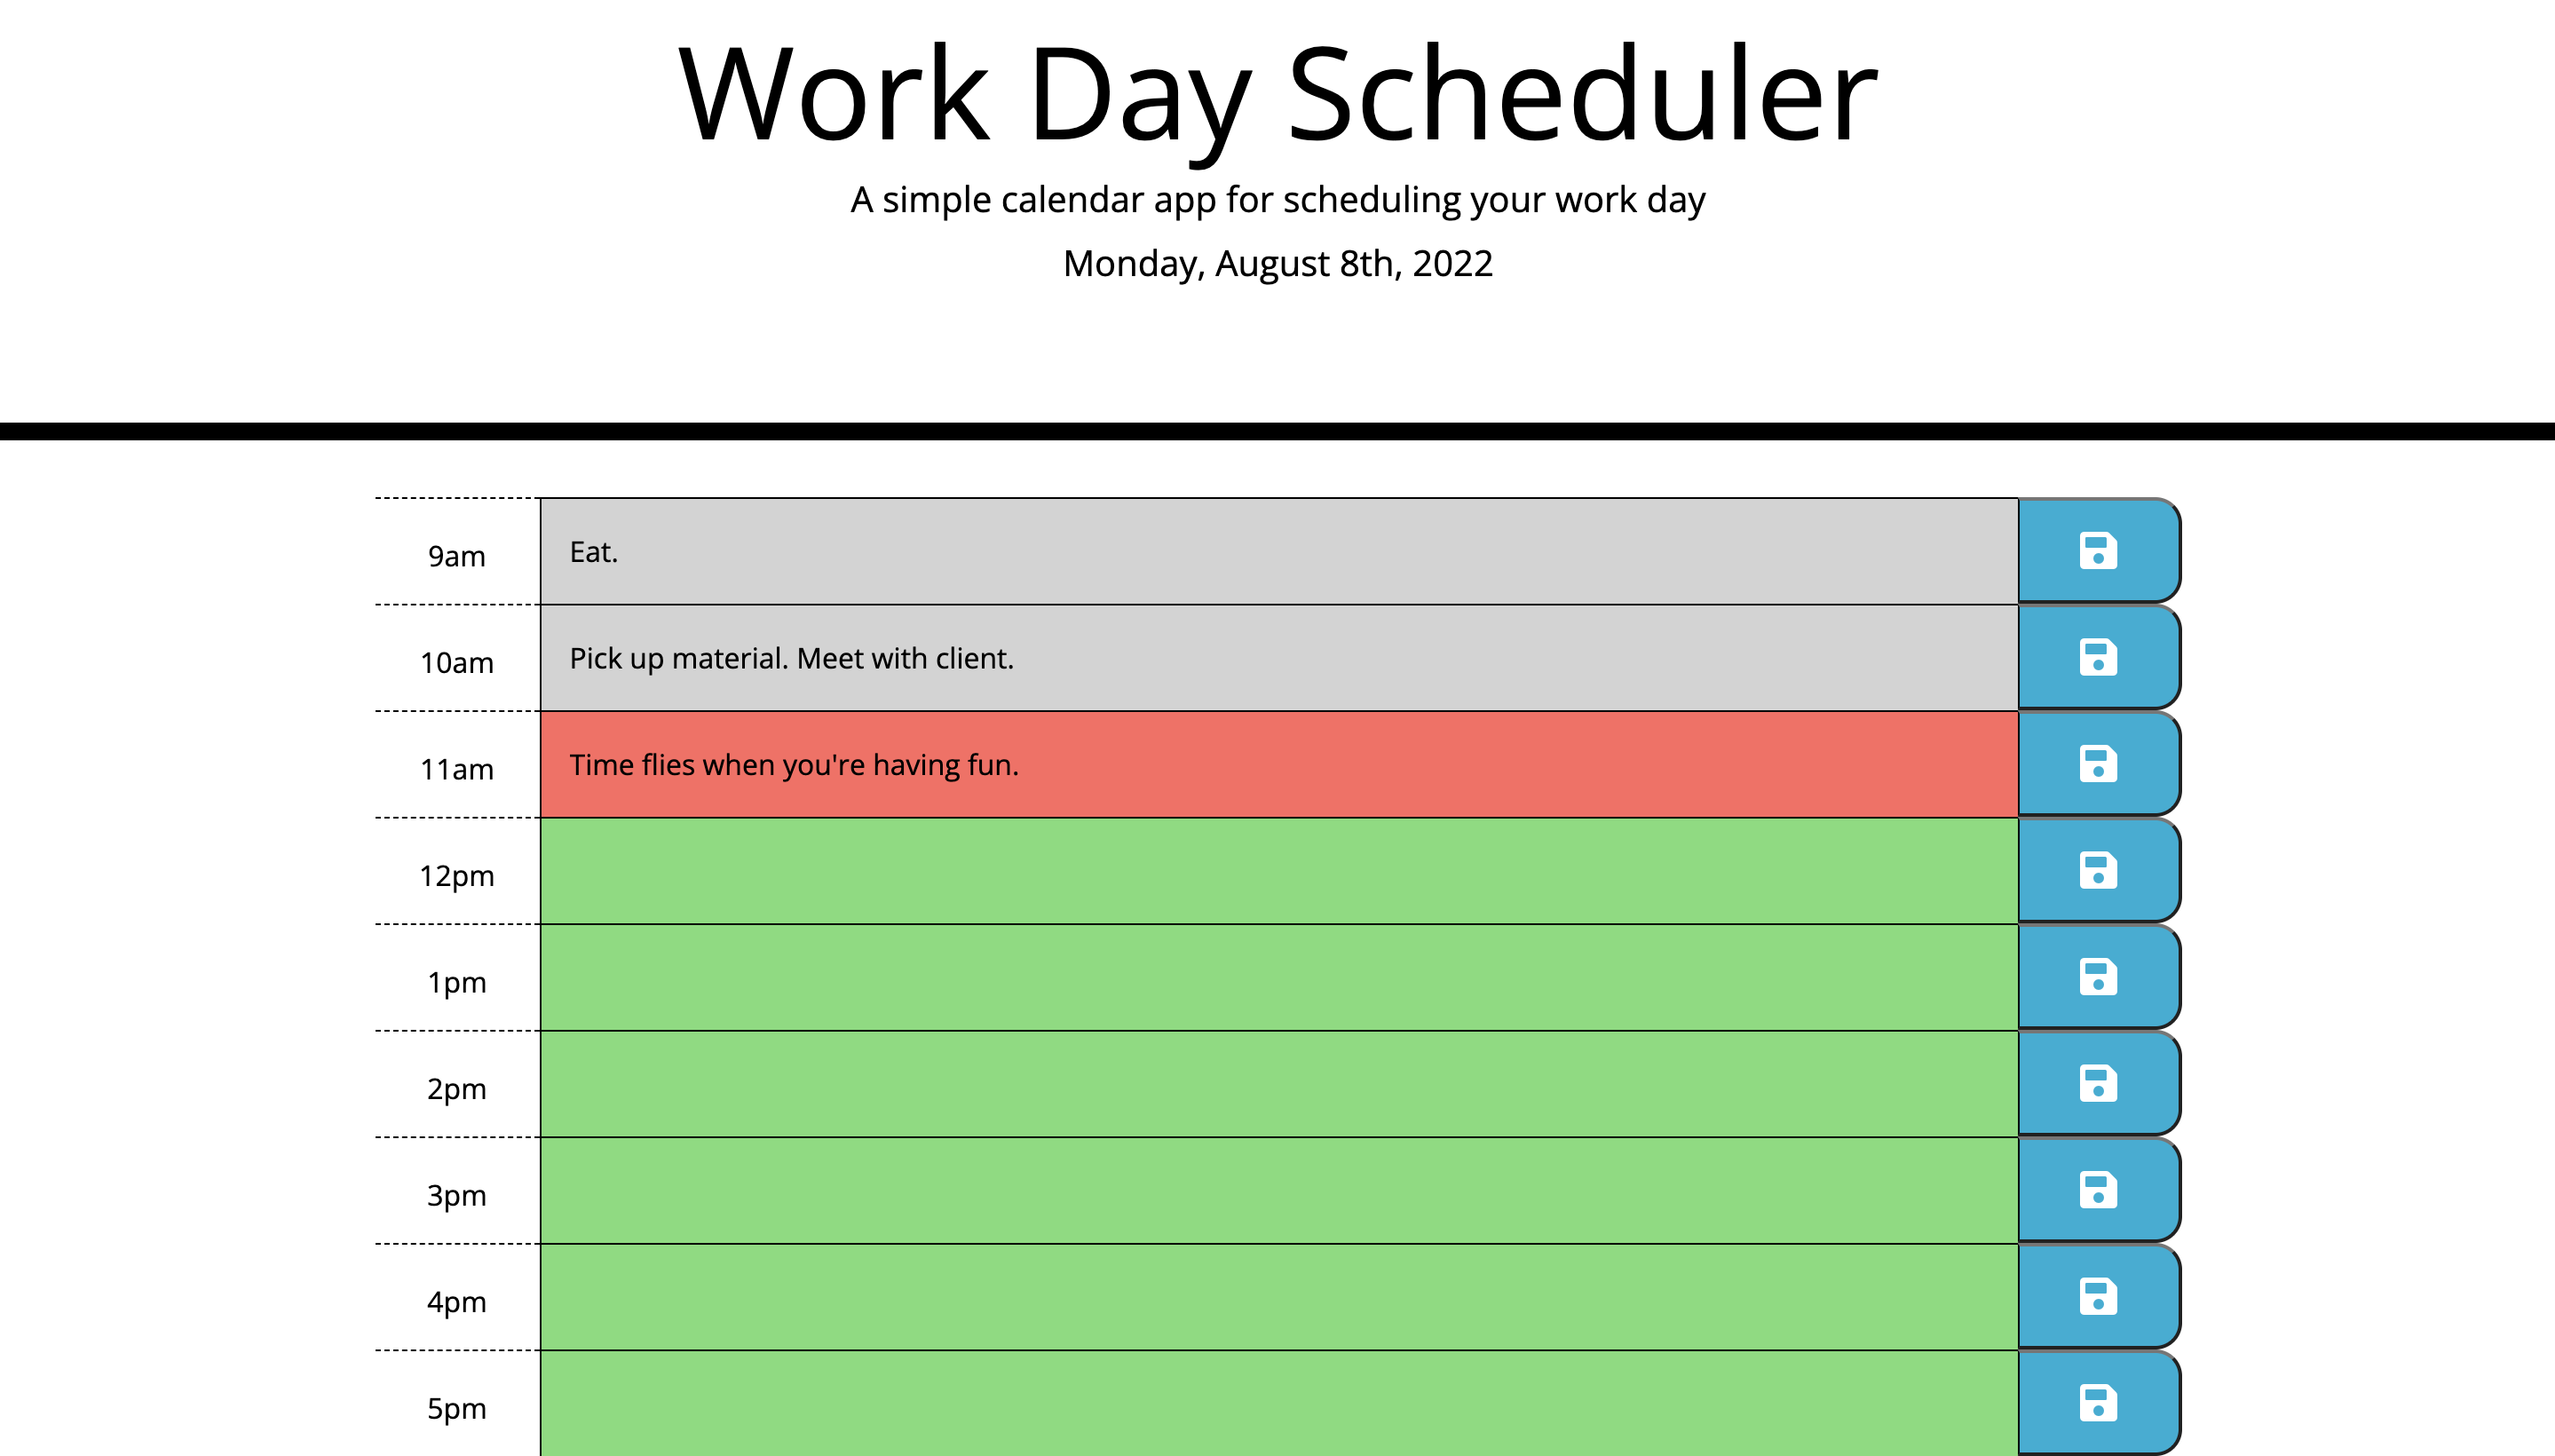 Work Day Scheduler
A simple calendar app for scheduling your work day
Monday, August 8th, 2022
9am
Eat.
10am
Pick up material. Meet with client.
11am
Time flies when you're having fun.
12pm
1pm
2pm
3pm
4pm
5pm